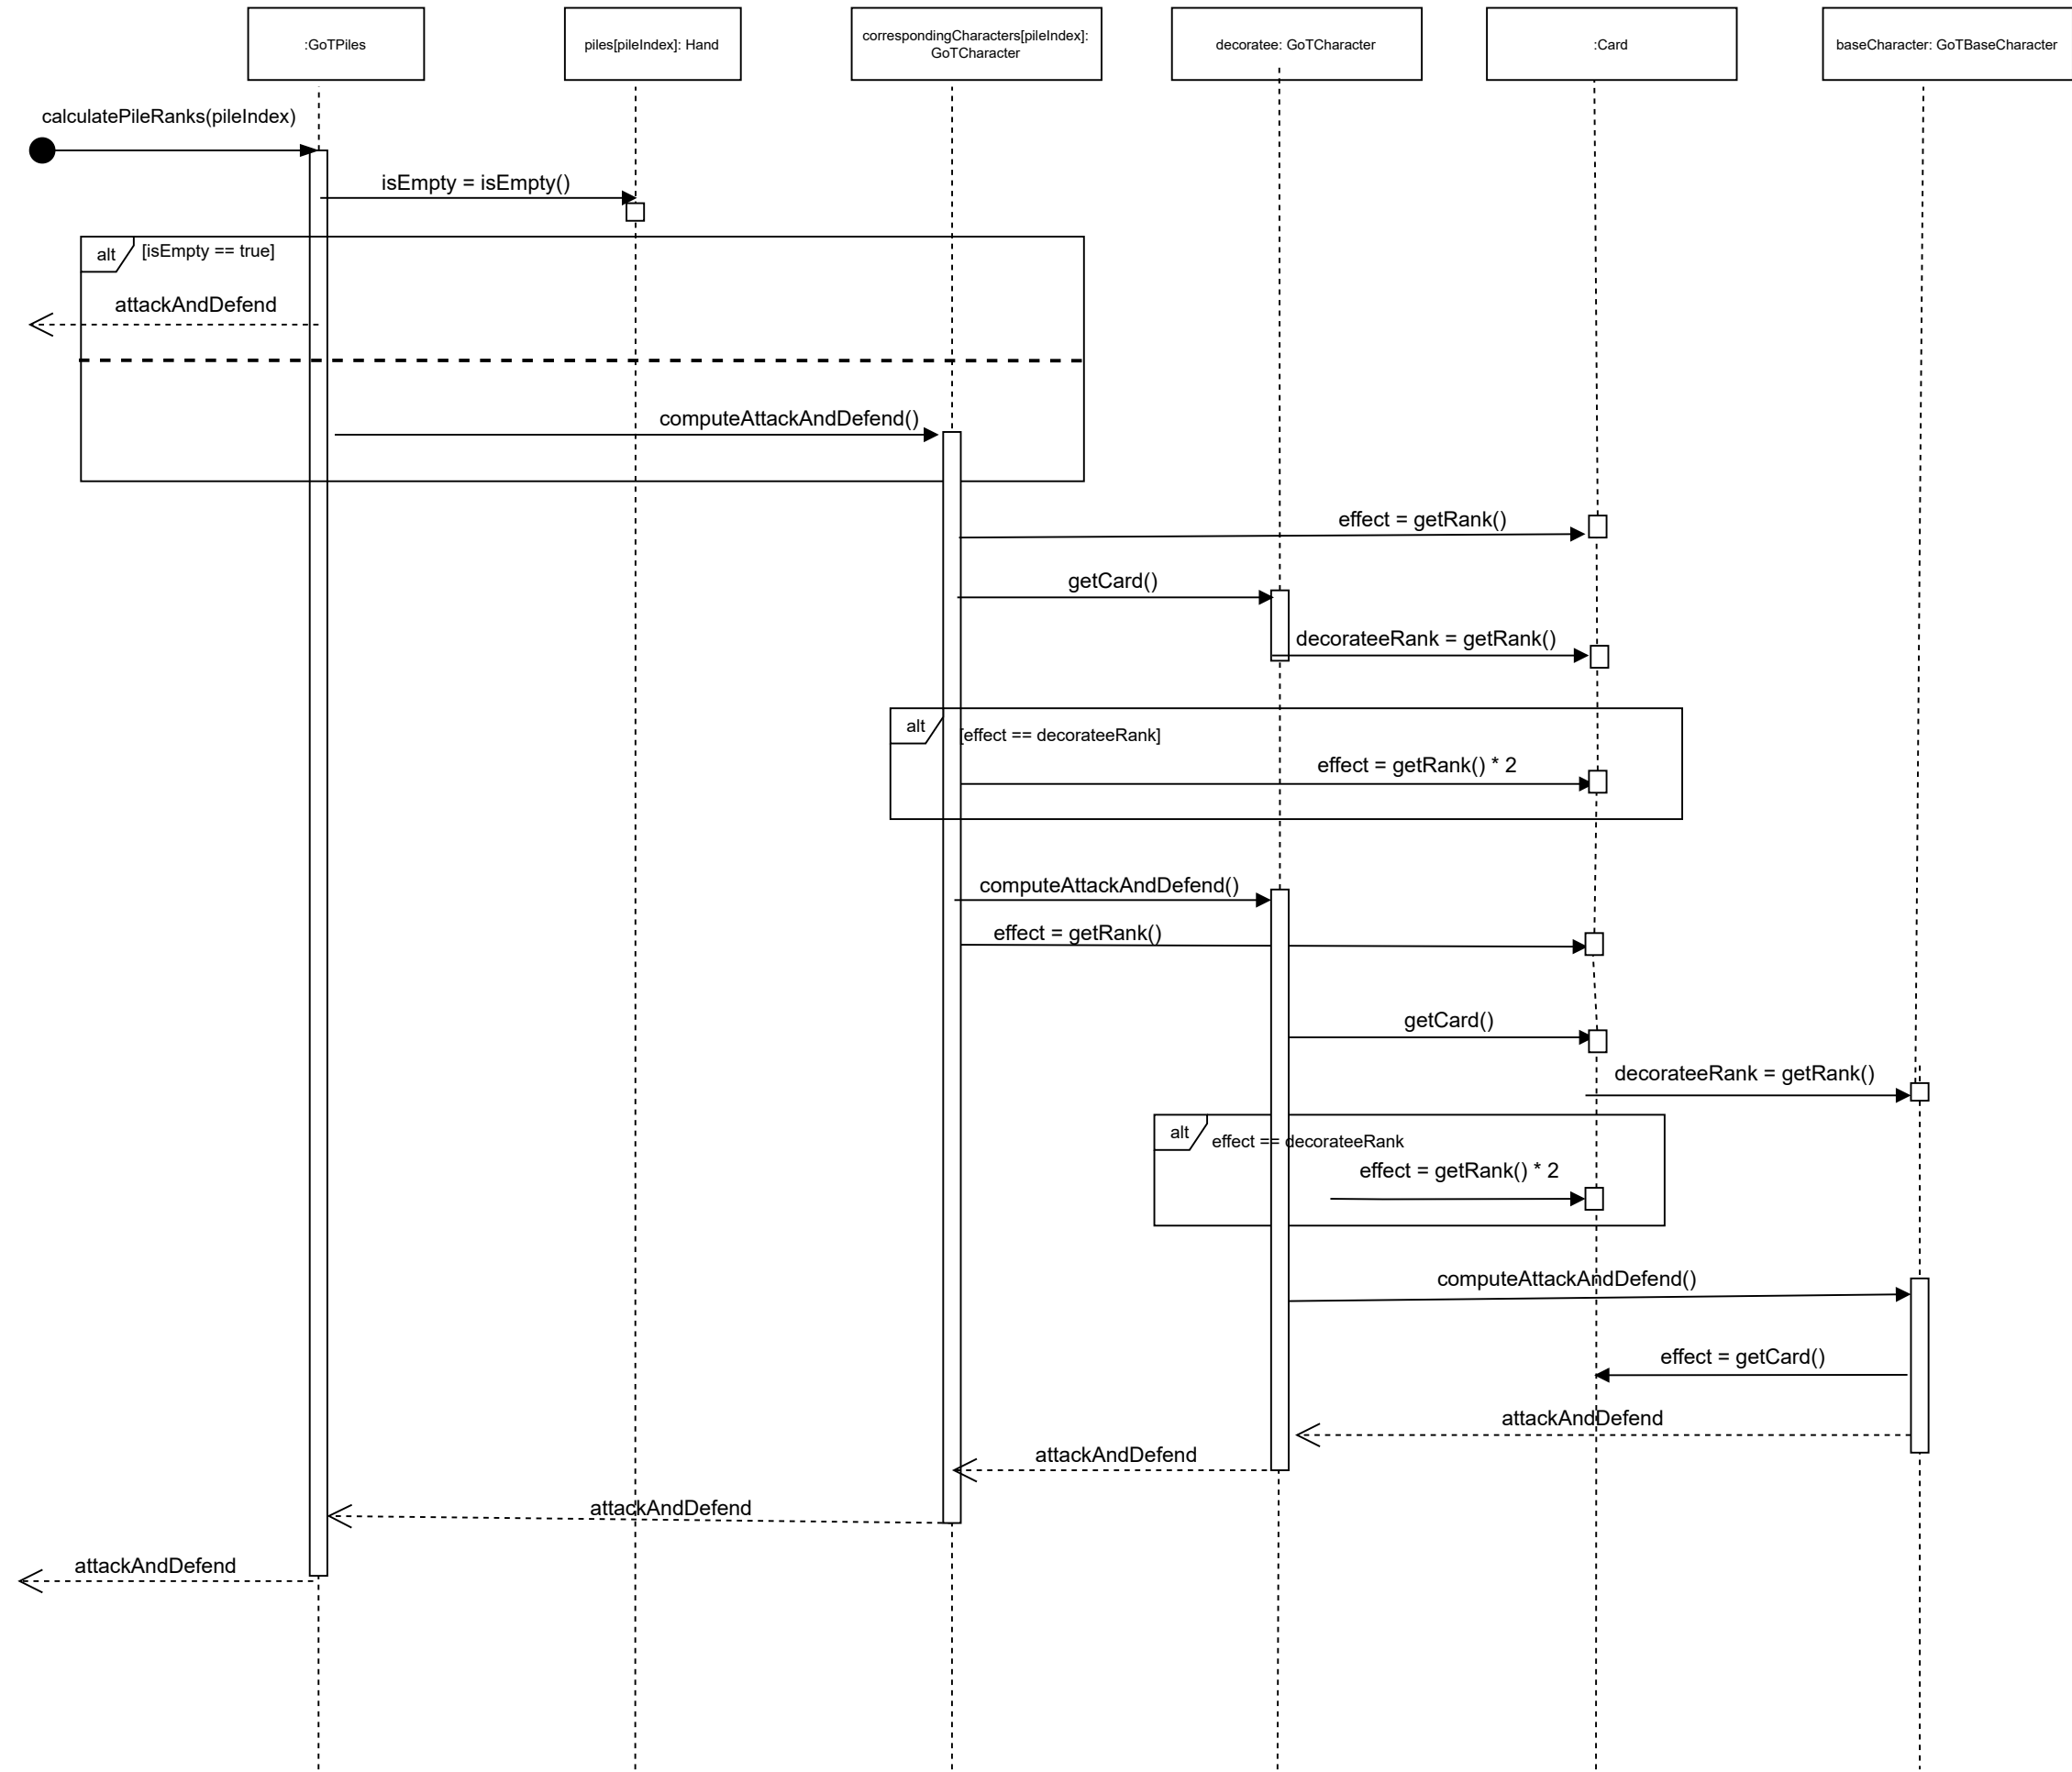 :GoTPiles
piles[pileIndex]: Hand
correspondingCharacters[pileIndex]:
GoTCharacter
decoratee: GoTCharacter
:Card
baseCharacter: GoTBaseCharacter
calculatePileRanks(pileIndex)
isEmpty = isEmpty()
alt
[isEmpty == true]
attackAndDefend
computeAttackAndDefend()
effect = getRank()
getCard()
decorateeRank = getRank()
alt
[effect == decorateeRank]
effect = getRank() * 2
computeAttackAndDefend()
effect = getRank()
getCard()
decorateeRank = getRank()
alt
effect == decorateeRank
effect = getRank() * 2
computeAttackAndDefend()
effect = getCard()
attackAndDefend
attackAndDefend
attackAndDefend
attackAndDefend